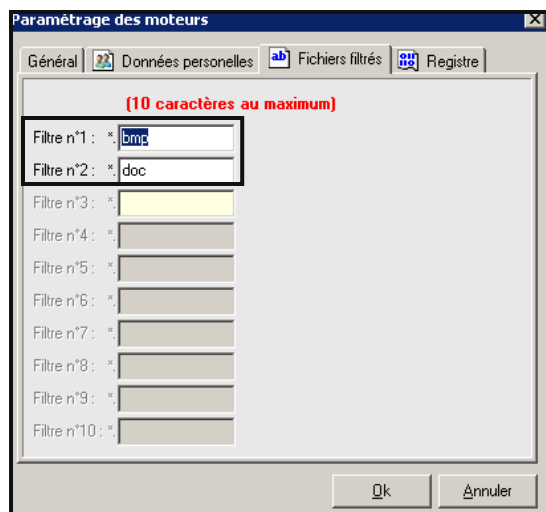 Paramétrage des moteurs
Général Données personelles ab Fichiers filtrés Registre
(10 caractères au maximum)
Filtre n°1 : *. bmp
Filtre n°2 : *. doc
Filtre n°3 : *.
Filtre n°4 : *.
Filtre n°5 : *.
Filtre n°6 : *.
Filtre n°7 : *.
Filtre n°8 : *.
Filtre n°9 : *.
Filtre n°10 : *.
Ok Annuler